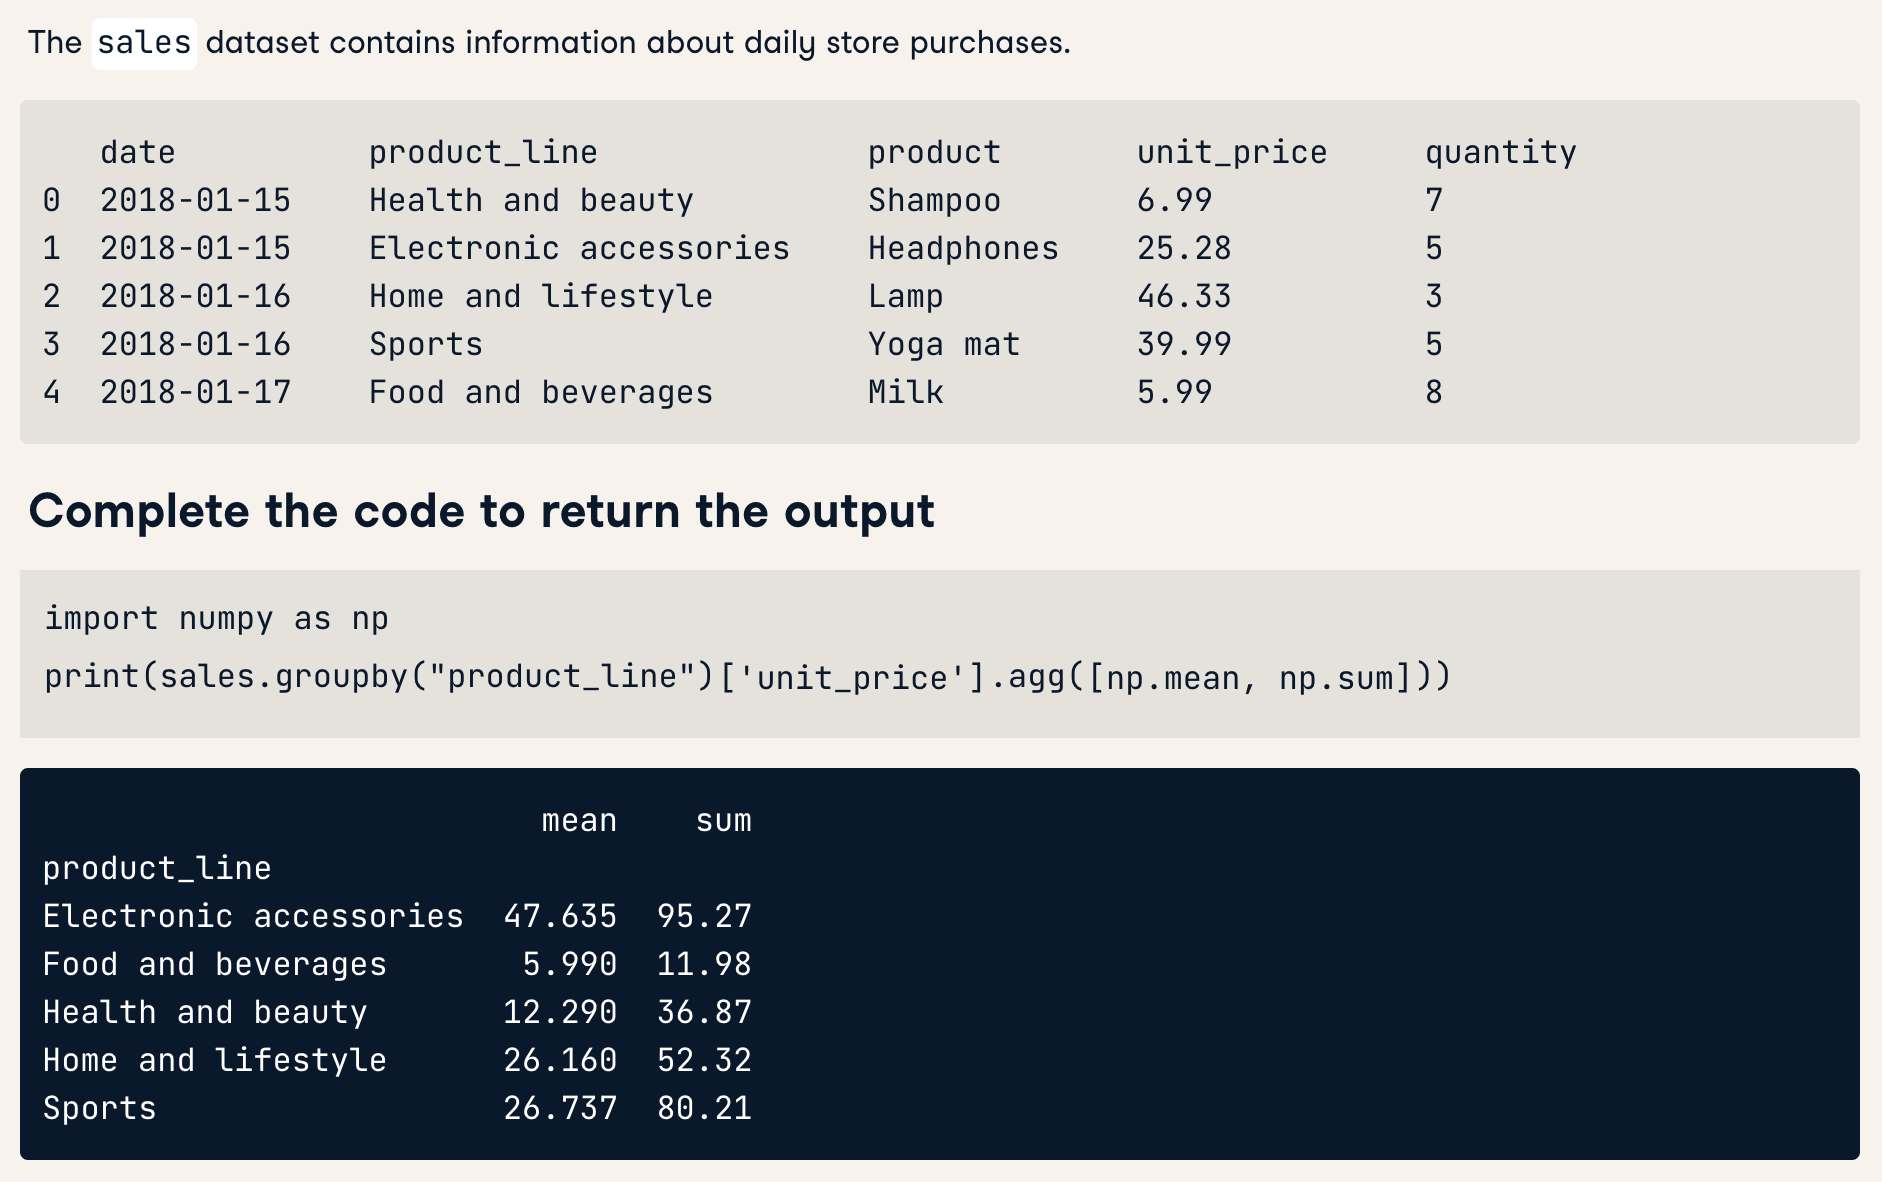 The sales dataset contains information about daily store purchases.
date product_line product unit_price quantity
0 2018-01-15 Health and beauty Shampoo 6.99 7
1 2018-01-15 Electronic accessories Headphones 25.28 5
2 2018-01-16 Home and lifestyle Lamp 46.33 3
3 2018-01-16 Sports Yoga mat 39.99 5
4 2018-01-17 Food and beverages Milk 5.99 8
Complete the code to return the output
import numpy as np
print(sales.groupby("product_line")['unit_price'].agg([np.mean, np.sum]))
mean sum
product_line
Electronic accessories 47.635 95.27
Food and beverages 5.990 11.98
Health and beauty 12.290 36.87
Home and lifestyle 26.160 52.32
Sports 26.737 80.21